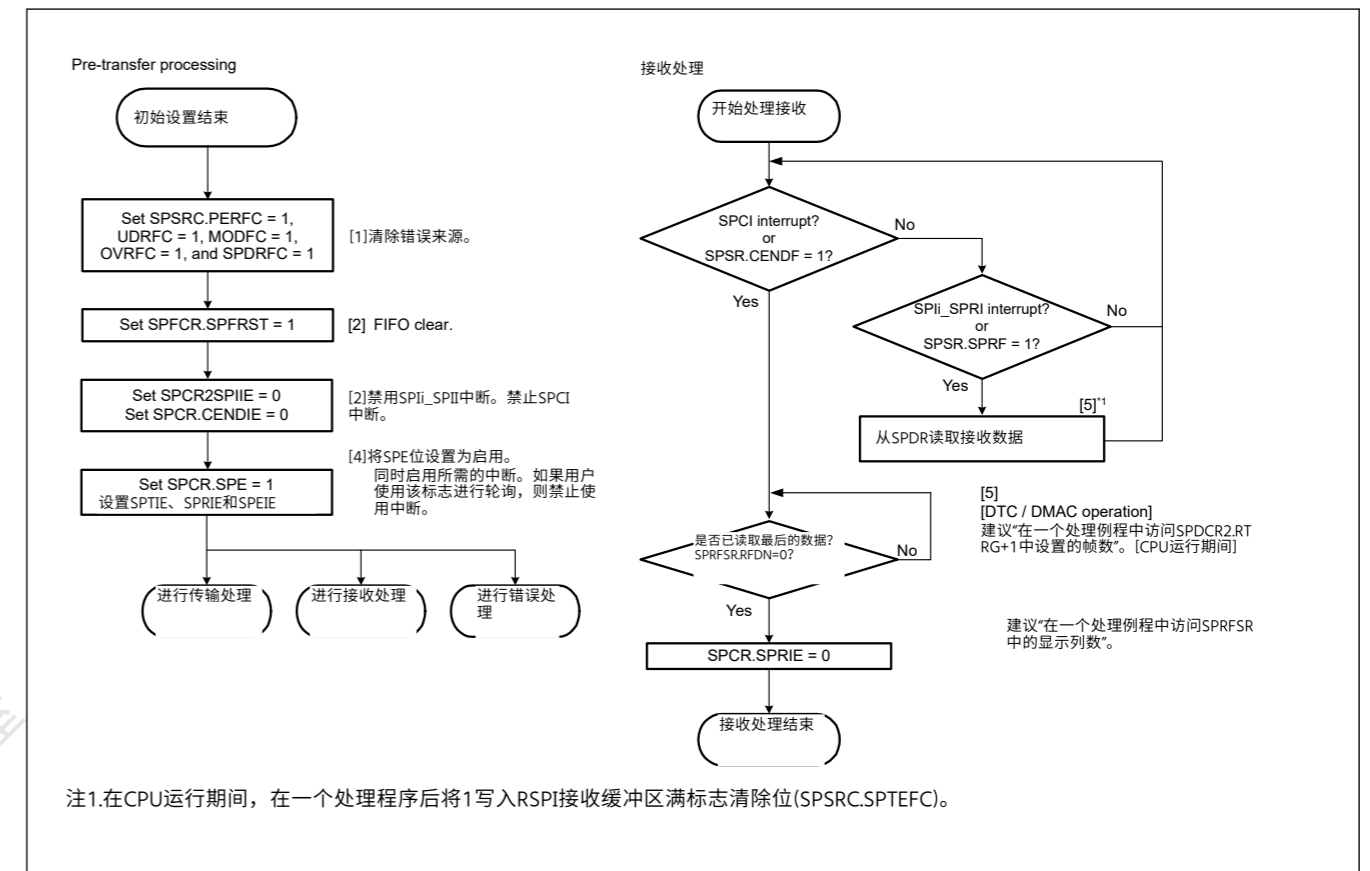 Pre-transfer processing
初始设置结束
Set SPSRC.PERFC = 1,
UDRFC = 1, MODFC = 1,
OVRFC = 1, and SPDRFC = 1
[1]清除错误来源。
Set SPFCR.SPFRST = 1
[2] FIFO clear.
Set SPCR2SPIIE = 0
Set SPCR.CENDIE = 0
[2]禁用SPIi_SPII中断。禁止SPCI
中断。
Set SPCR.SPE = 1
设置SPTIE、SPRIE和SPEIE
[4]将SPE位设置为启用。
同时启用所需的中断。如果用户
使用该标志进行轮询，则禁止使
用中断。
进行传输处理
进行接收处理
进行错误处
理
接收处理
开始处理接收
SPCI interrupt?
or
SPSR.CENDF = 1?
No
Yes
SPIi_SPRI interrupt?
or
SPSR.SPRF = 1?
No
Yes
[5]*1
从SPDR读取接收数据
是否已读取最后的数据？
SPRFSR.RFDN=0？
No
Yes
[5]
[DTC / DMAC operation]
建议“在一个处理例程中访问SPDCR2.RT
RG+1中设置的帧数”。[CPU运行期间]
建议“在一个处理例程中访问SPRFSR
中的显示列数”。
SPCR.SPRIE = 0
接收处理结束
注1.在CPU运行期间，在一个处理程序后将1写入RSPI接收缓冲区满标志清除位(SPSRC.SPTEFC)。